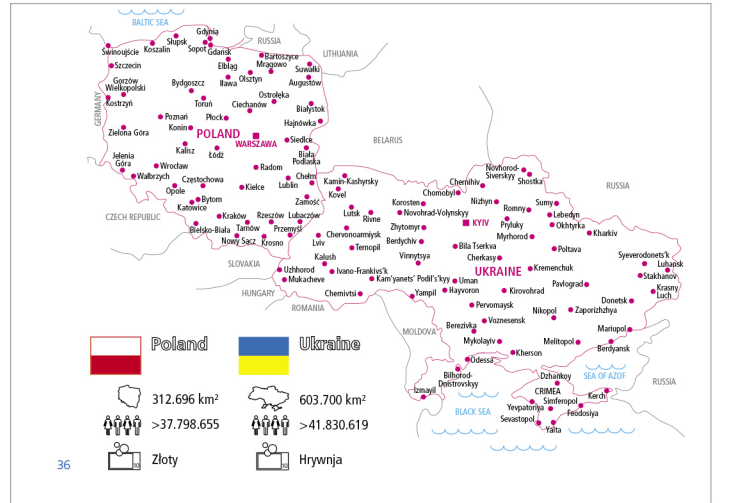 BALTIC SEA
RUSSIA
LITHUANIA
GERMANY
BELARUS
RUSSIA
CZECH REPUBLIC
SLOVAKIA
HUNGARY
ROMANIA
MOLDOVA
BLACK SEA
SEA OF AZOF
RUSSIA
POLAND
WARSZAWA
Świnoujście
Koszalin
Słupsk
Gdynia
Sopot
Gdańsk
Elbląg
Bartoszyce
Mrągowo
Suwałki
Szczecin
Iława
Olsztyn
Augustów
Gorzów
Wielkopolski
Kostrzyń
Bydgoszcz
Toruń
Ostrołęka
Ciechanów
Białystok
Poznań
Płock
Hajnówka
Zielona Góra
Konin
Kalisz
Łódź
Siedlce
Biała
Podlaska
Jelenia
Góra
Wrocław
Wałbrzych
Radom
Chełm
Częstochowa
Opole
Kielce
Lublin
Bytom
Katowice
Zamość
Kraków
Rzeszów
Lubaczów
Bielsko-Biała
Tarnów
Przemyśl
Nowy Sącz
Krosno
UKRAINE
KYIV
Kamin-Kashyrsky
Kovel
Chornobyl
Chernihiv
Novhorod-
Siverskyy
Shostka
Korosten
Nizhyn
Romny
Sumy
Lutsk
Rivne
Novohrad-Volynskyy
Lebedyn
Okhtyrka
Zhytomyr
Pryluky
Kharkiv
Lviv
Chervonoarmiysk
Berdychiv
Myrhorod
Ternopil
Bila Tserkva
Poltava
Kalush
Vinnytsya
Cherkasy
Syeverodonets'k
Luhansk
Uzhhorod
Ivano-Frankivs'k
Kremenchuk
Stakhanov
Mukacheve
Kam'yanets' Podil's'kyy
Uman
Pavlograd
Krasny
Luch
Chernivtsi
Yampil
Hayvoron
Kirovohrad
Donetsk
Pervomaysk
Nikopol
Zaporizhzhya
Berezivka
Voznesensk
Mariupol
Mykolayiv
Melitopol
Berdyansk
Odessa
Kherson
Bilhorod-
Dnistrovskyy
Izmayil
Dzhankoy
CRIMEA
Kerch
Yevpatoriya
Simferopol
Feodosiya
Sevastopol
Yalta
Poland
312.696 km²
>37.798.655
10
Złoty
Ukraine
603.700 km²
>41.830.619
10
Hrywnja
36